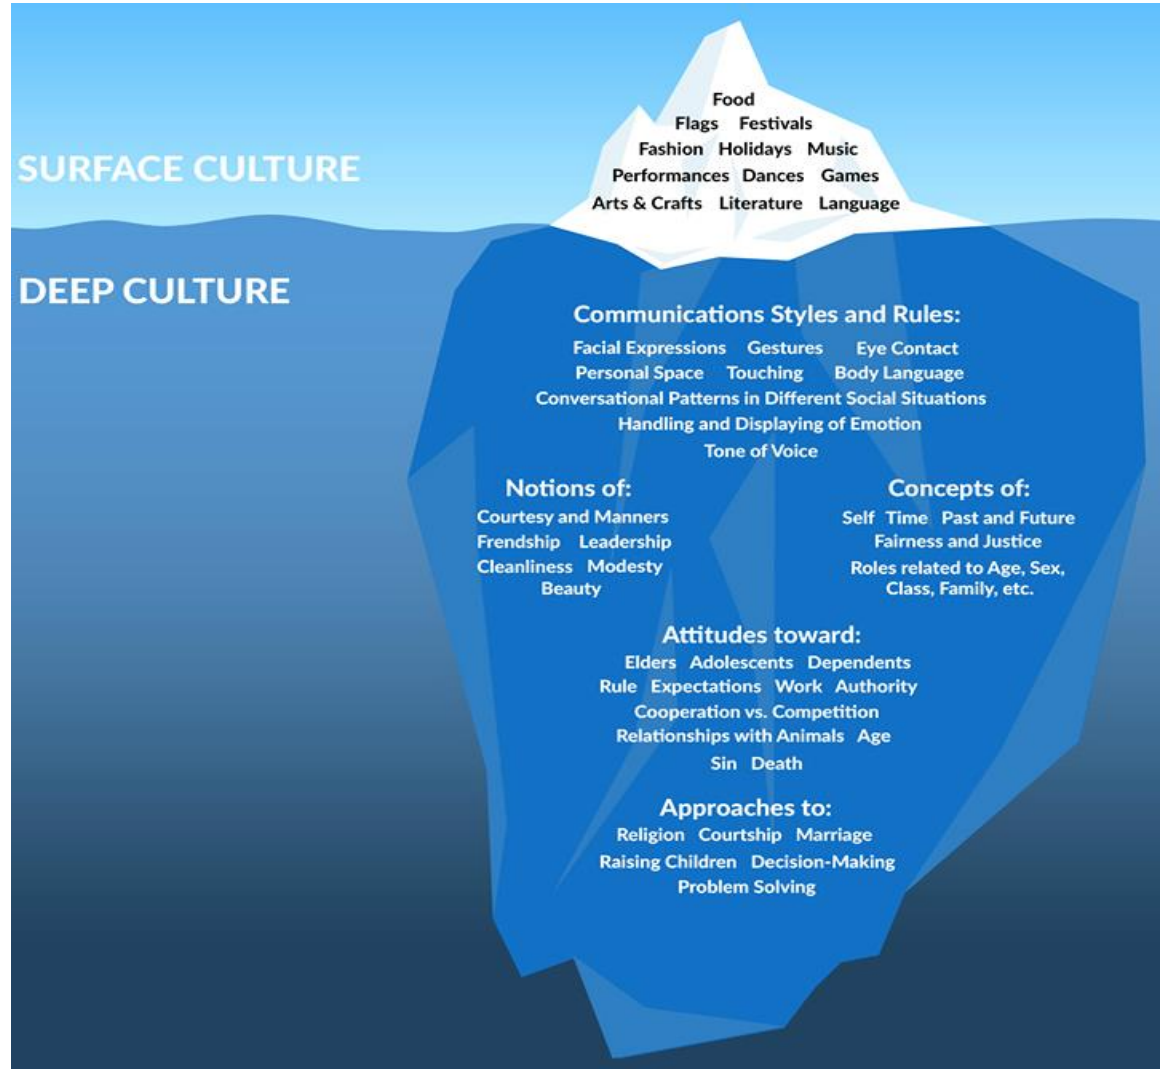 Food
Flags Festivals
SURFACE CULTURE
Fashion Holidays Music
Performances Dances Games
Arts & Crafts Literature Language
DEEP CULTURE
Communications Styles and Rules:
Facial Expressions Gestures Eye Contact
Personal Space Touching Body Language
Conversational Patterns in Different Social Situations
Handling and Displaying of Emotion
Tone of Voice
Notions of:
Courtesy and Manners
Frendship Leadership
Cleanliness Modesty
Beauty
Concepts of:
Self Time Past and Future
Fairness and Justice
Roles related to Age, Sex,
Class, Family, etc.
Attitudes toward:
Elders Adolescents Dependents
Rule Expectations Work Authority
Cooperation vs. Competition
Relationships with Animals Age
Sin Death
Approaches to:
Religion Courtship Marriage
Raising Children Decision-Making
Problem Solving